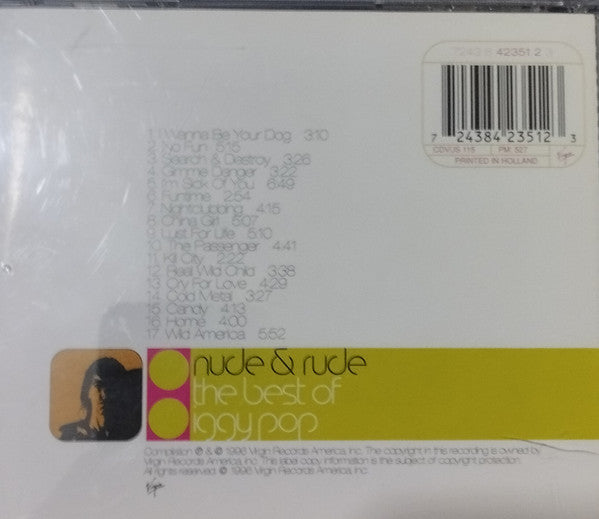 7243 8 42351 2 3
7 24384 23512 3
CDVUS 115 PM: 527
PRINTED IN HOLLAND
Virgin
1 I Wanna Be Your Dog 3:10
2 No Fun 5:15
3 Search & Destroy 3:26
4 Gimme Danger 3:22
5 I'm Sick Of You 6:49
6 Funtime 2:54
7 Nightclubbing 4:15
8 China Girl 5:07
9 Lust For Life 5:10
10 The Passenger 4:41
11 Kill City 2:22
12 Real Wild Child 3:38
13 Cry For Love 4:29
14 Cold Metal 3:27
15 Candy 4:13
16 Home 4:00
17 Wild America 5:52
nude & rude
the best of
iggy pop
Compilation ℗ & © 1996 Virgin Records America, Inc. The copyright in this recording is owned by
Virgin Records America, Inc. This label copy information is the subject of copyright protection.
All rights reserved. © 1996 Virgin Records America, Inc.
Virgin